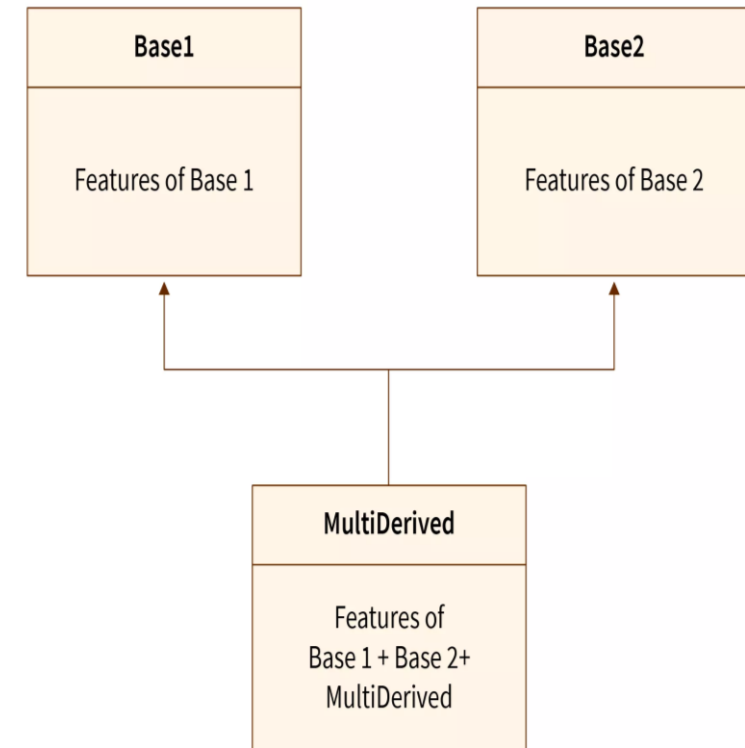 Base1
Base2
Features of Base 1
Features of Base 2
MultiDerived
Features of
Base 1 + Base 2+
MultiDerived